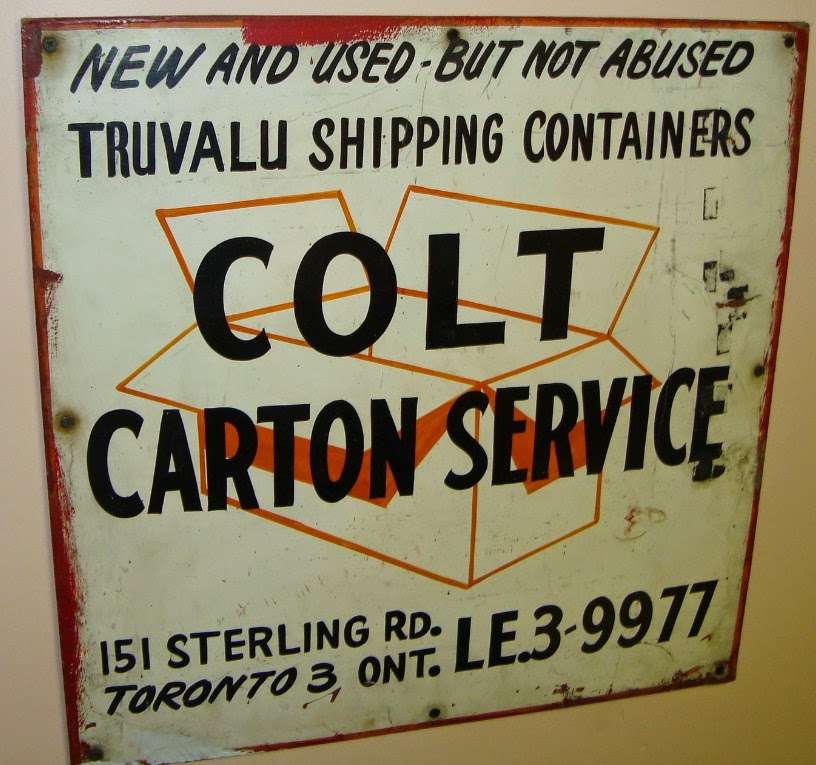 NEW AND USED - BUT NOT ABUSED
TRUVALU SHIPPING CONTAINERS
COLT
CARTON SERVICE
151 STERLING RD.
TORONTO 3 ONT.
LE.3-9977